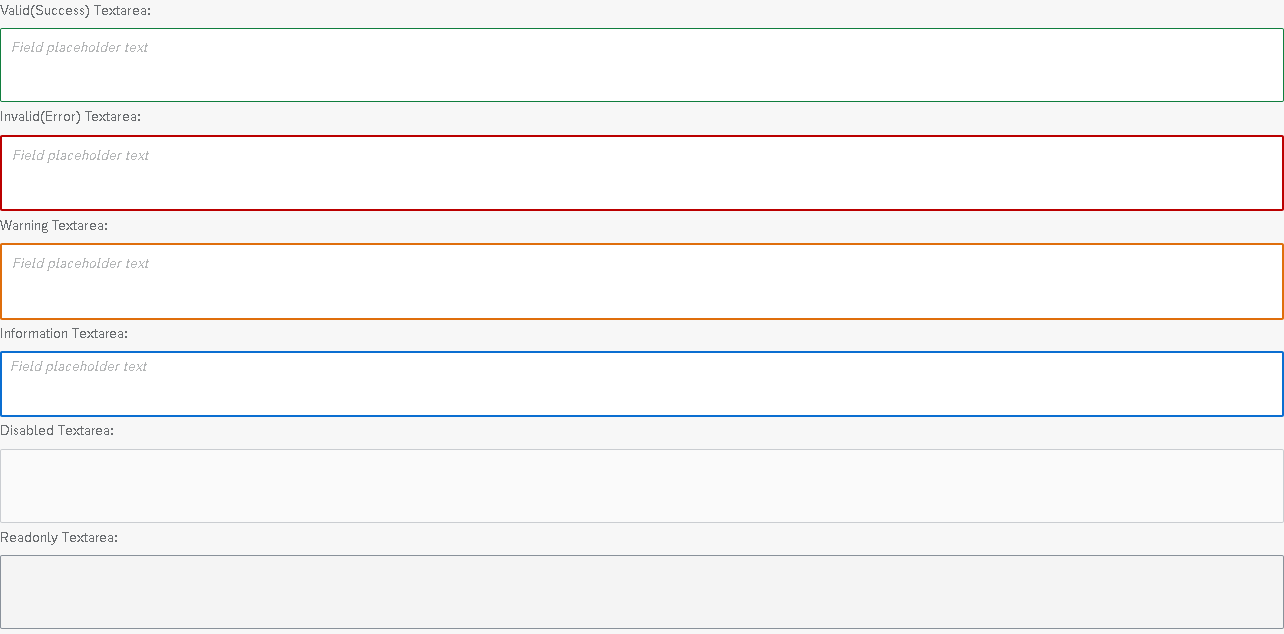 Valid(Success) Textarea:
Field placeholder text
Invalid(Error) Textarea:
Field placeholder text
Warning Textarea:
Field placeholder text
Information Textarea:
Field placeholder text
Disabled Textarea:
Readonly Textarea: